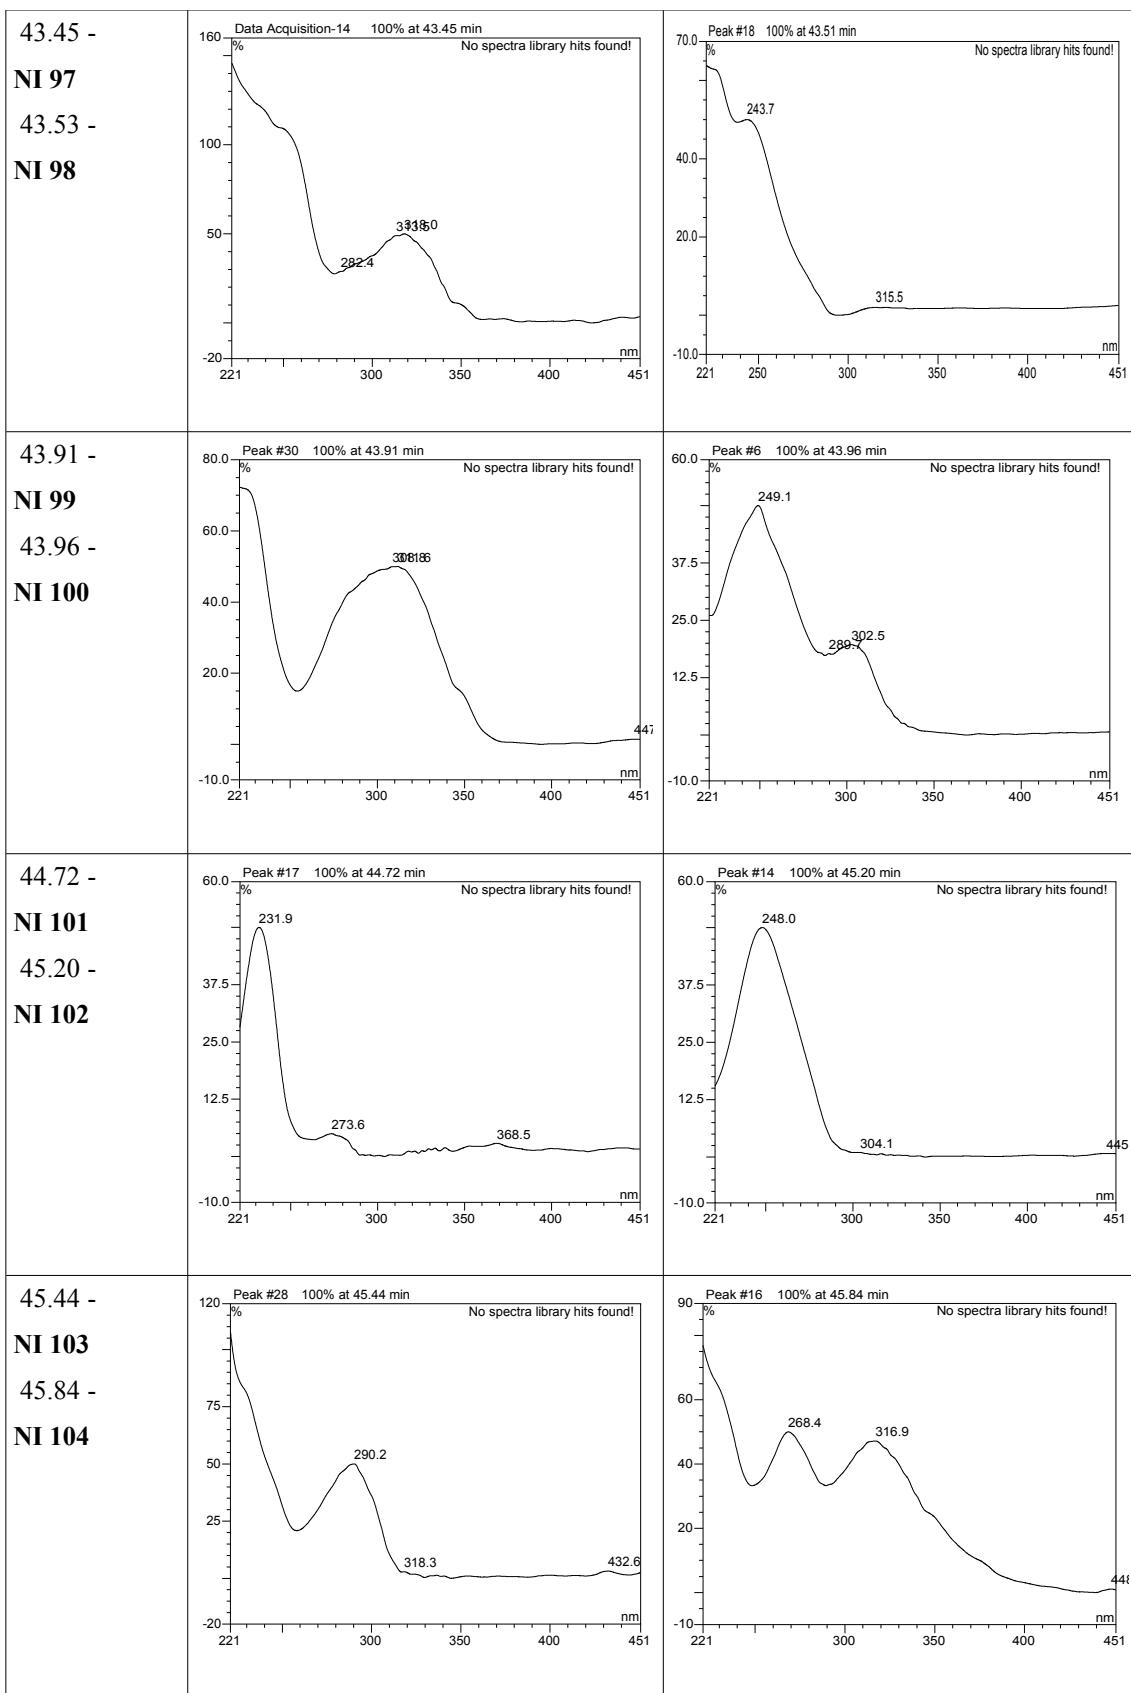 43.45 -
NI 97
43.53 -
NI 98
Data Acquisition-14 100% at 43.45 min
160
%
No spectra library hits found!
100
50
-20
282.4
318.0
nm
221 300 350 400 451
Peak #18 100% at 43.51 min
70.0
%
No spectra library hits found!
243.7
40.0
20.0
315.5
-10.0
nm
221 250 300 350 400 451
43.91 -
NI 99
43.96 -
NI 100
Peak #30 100% at 43.91 min
80.0
%
No spectra library hits found!
60.0
40.0
20.0
447
-10.0
nm
221 300 350 400 451
Peak #6 100% at 43.96 min
60.0
%
No spectra library hits found!
249.1
37.5
25.0
302.5
12.5
-10.0
nm
221 300 350 400 451
44.72 -
NI 101
45.20 -
NI 102
Peak #17 100% at 44.72 min
60.0
%
No spectra library hits found!
231.9
37.5
25.0
12.5
273.6
368.5
-10.0
nm
221 300 350 400 451
Peak #14 100% at 45.20 min
60.0
%
No spectra library hits found!
248.0
37.5
25.0
12.5
304.1
445
-10.0
nm
221 300 350 400 451
45.44 -
NI 103
45.84 -
NI 104
Peak #28 100% at 45.44 min
120
%
No spectra library hits found!
75
50
290.2
25
318.3
432.6
-20
nm
221 300 350 400 451
Peak #16 100% at 45.84 min
90
%
No spectra library hits found!
60
268.4
316.9
40
20
448
-10
nm
221 300 350 400 451